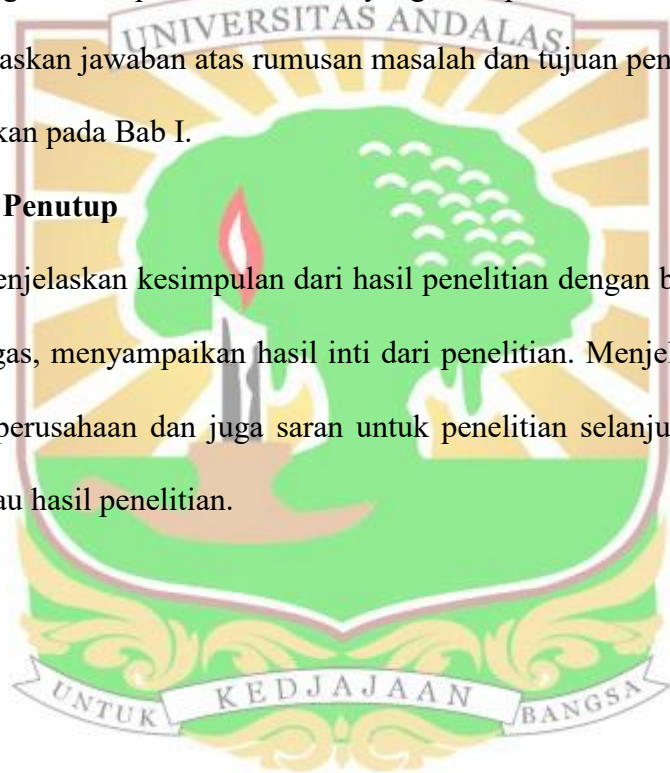 UNIVERSITAS ANDALAS
askan jawaban atas rumusan masalah dan tujuan pen
kan pada Bab I.
Penutup
enjelaskan kesimpulan dari hasil penelitian dengan b
gas, menyampaikan hasil inti dari penelitian. Menjel
perusahaan dan juga saran untuk penelitian selanju
au hasil penelitian.
UNTUK KEDJAJAAN BANGSA